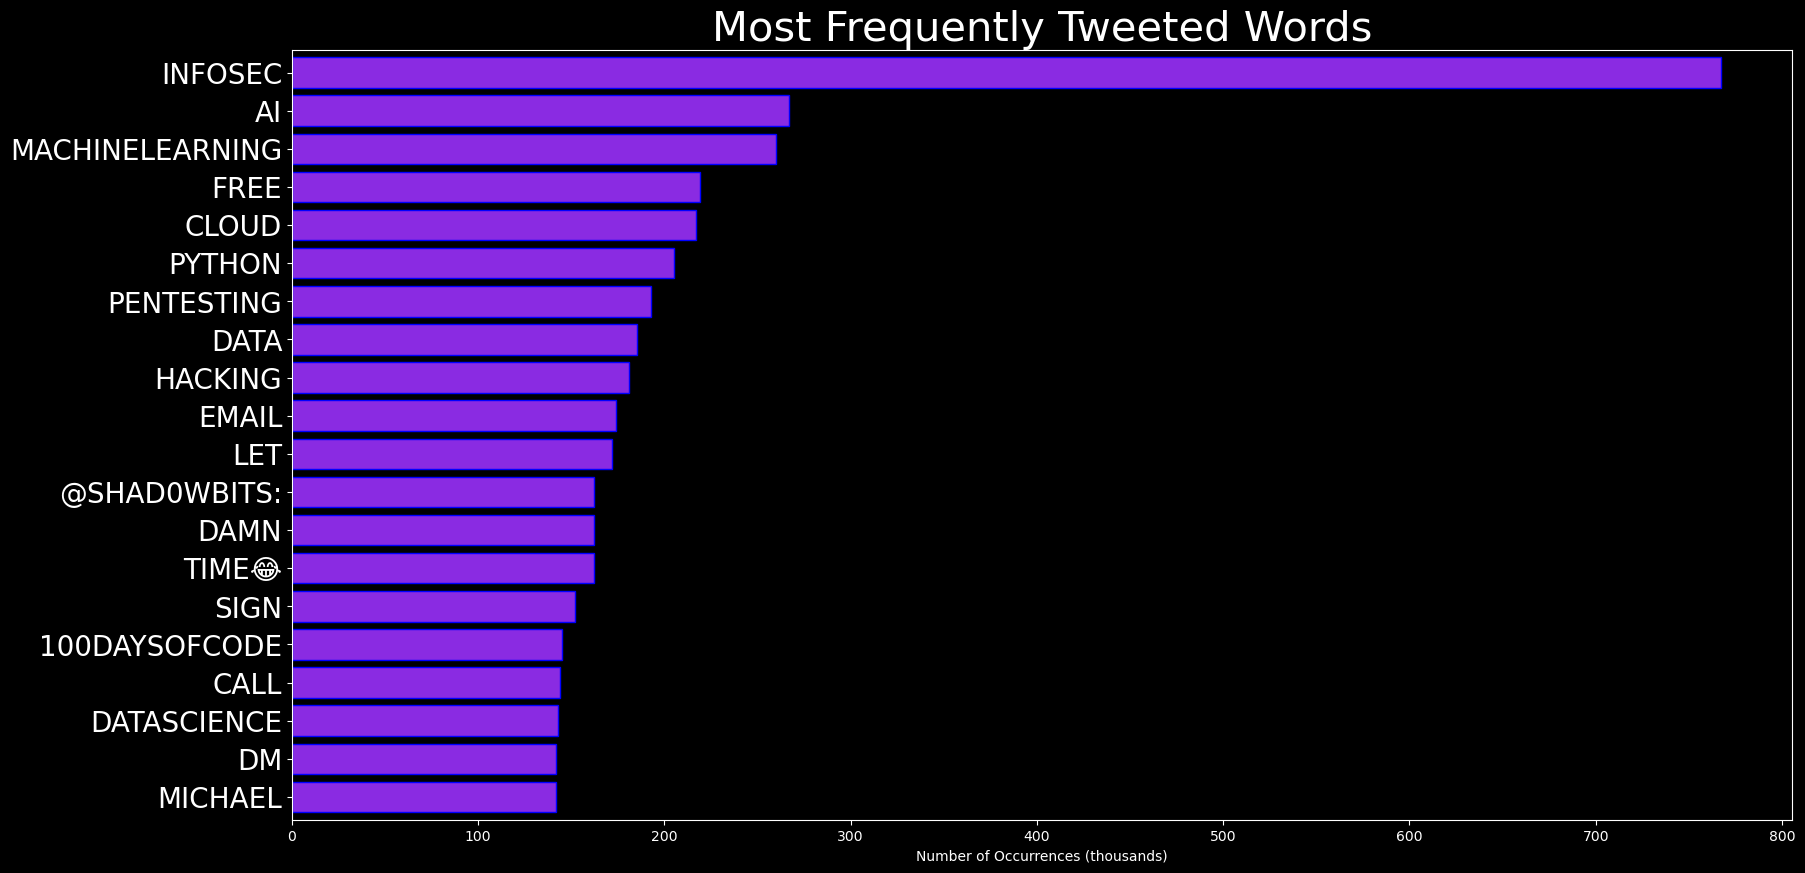 Most Frequently Tweeted Words
INFOSEC
AI
MACHINELEARNING
FREE
CLOUD
PYTHON
PENTESTING
DATA
HACKING
EMAIL
LET
@SHAD0WBITS:
DAMN
TIME😂
SIGN
100DAYSOFCODE
CALL
DATASCIENCE
DM
MICHAEL
0 100 200 300 400 500 600 700 800
Number of Occurrences (thousands)